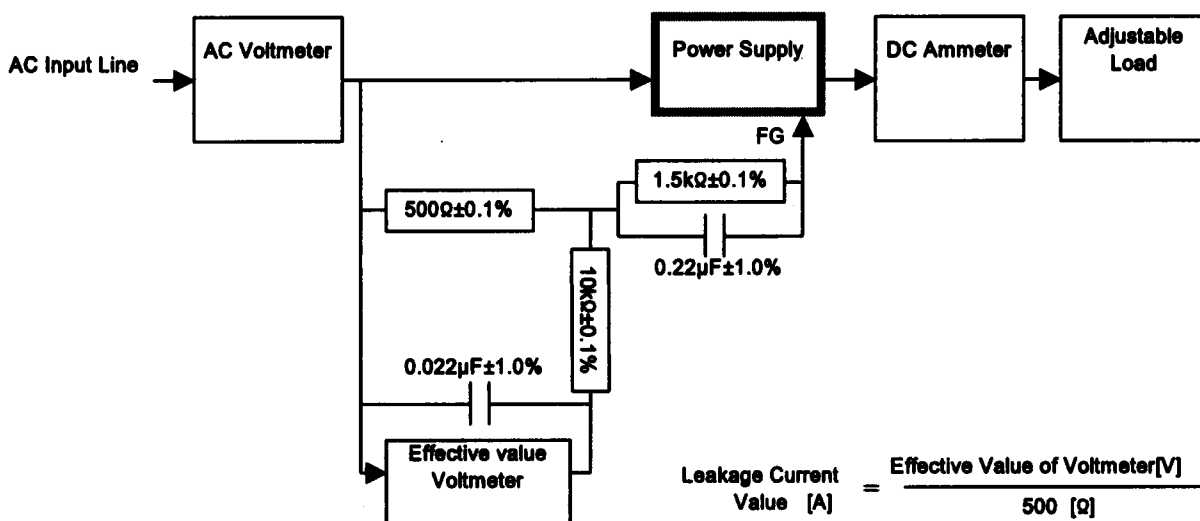 AC Input Line
AC Voltmeter
Power Supply
DC Ammeter
Adjustable
Load
FG
500Ω±0.1%
1.5kΩ±0.1%
0.22µF±1.0%
10kΩ±0.1%
0.022µF±1.0%
Effective value
Voltmeter
Leakage Current
Value [A]
=
Effective Value of Voltmeter[V]
500 [Ω]